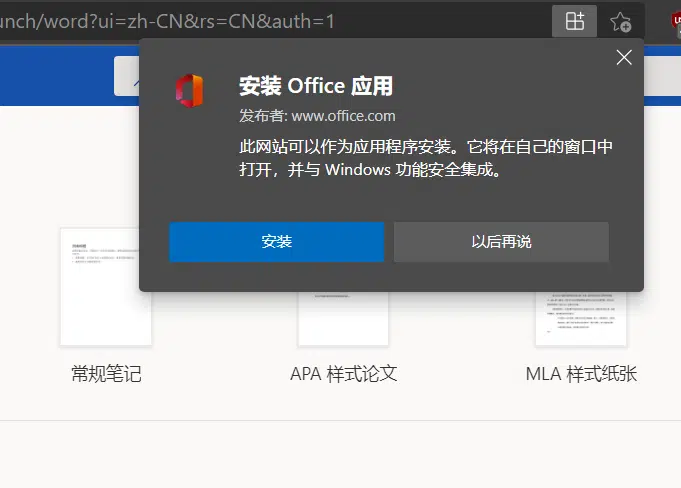 unch/word?ui=zh-CN&rs=CN&auth=1
安装 Office 应用
发布者: www.office.com
此网站可以作为应用程序安装。它将在自己的窗口中
打开，并与 Windows 功能安全集成。
安装
以后再说
常规笔记
APA 样式论文
MLA 样式纸张